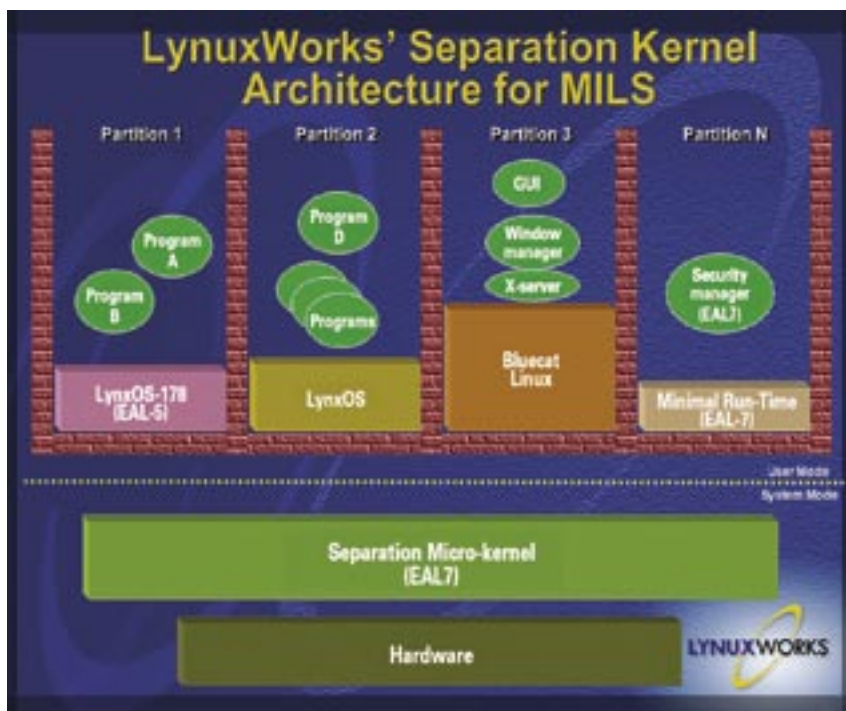 LynuxWorks' Separation Kernel
Architecture for MILS
Partition 1
Partition 2
Partition 3
Partition N
Program
A
Program
B
LynxOS-178
(EAL-5)
Program
D
Programs
LynxOS
GUI
Window
manager
X-server
Bluecat
Linux
Security
manager
(EAL7)
Minimal Run-Time
(EAL-7)
User Mode
System Mode
Separation Micro-kernel
(EAL7)
Hardware
LYNUXWORKS